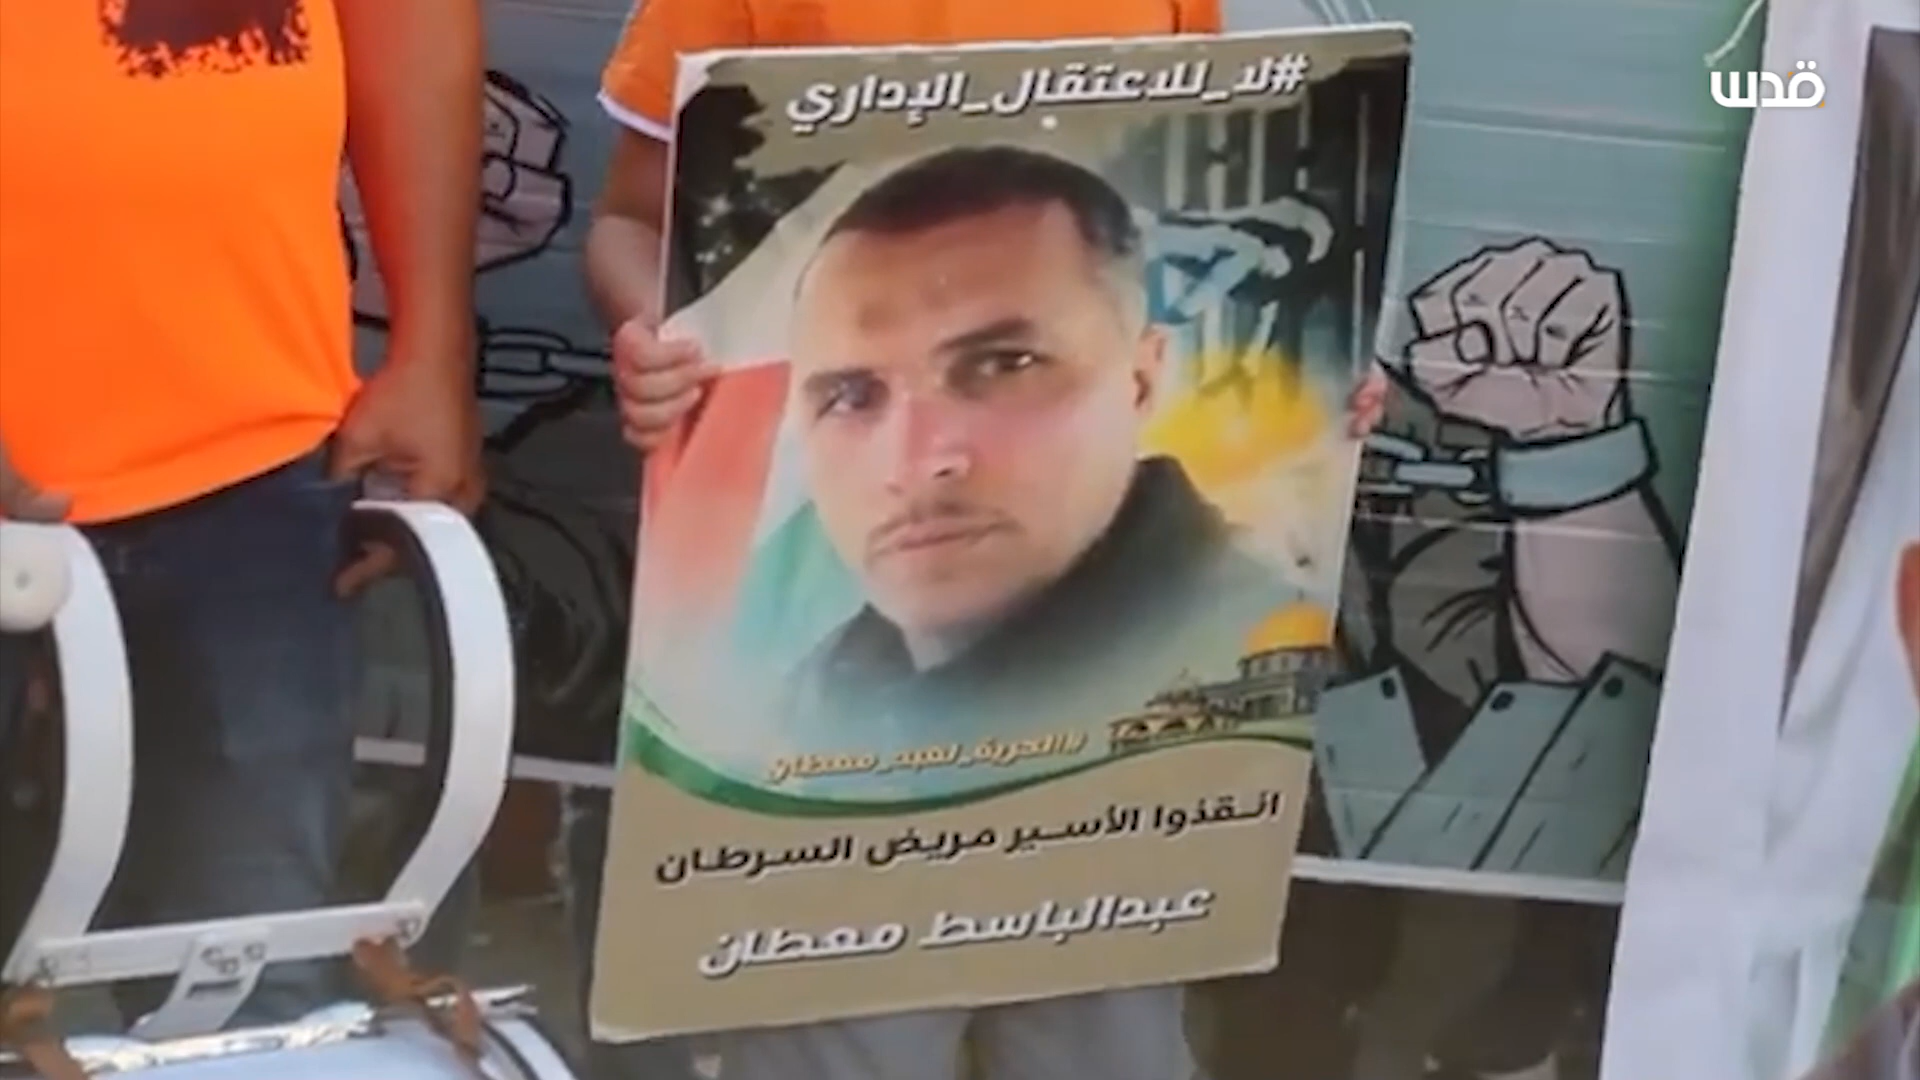 قدس
#لا_للاعتقال_الإداري
#الحرية_لعبد_معطان
انقذوا الأسير مريض السرطان
عبدالباسط معطان